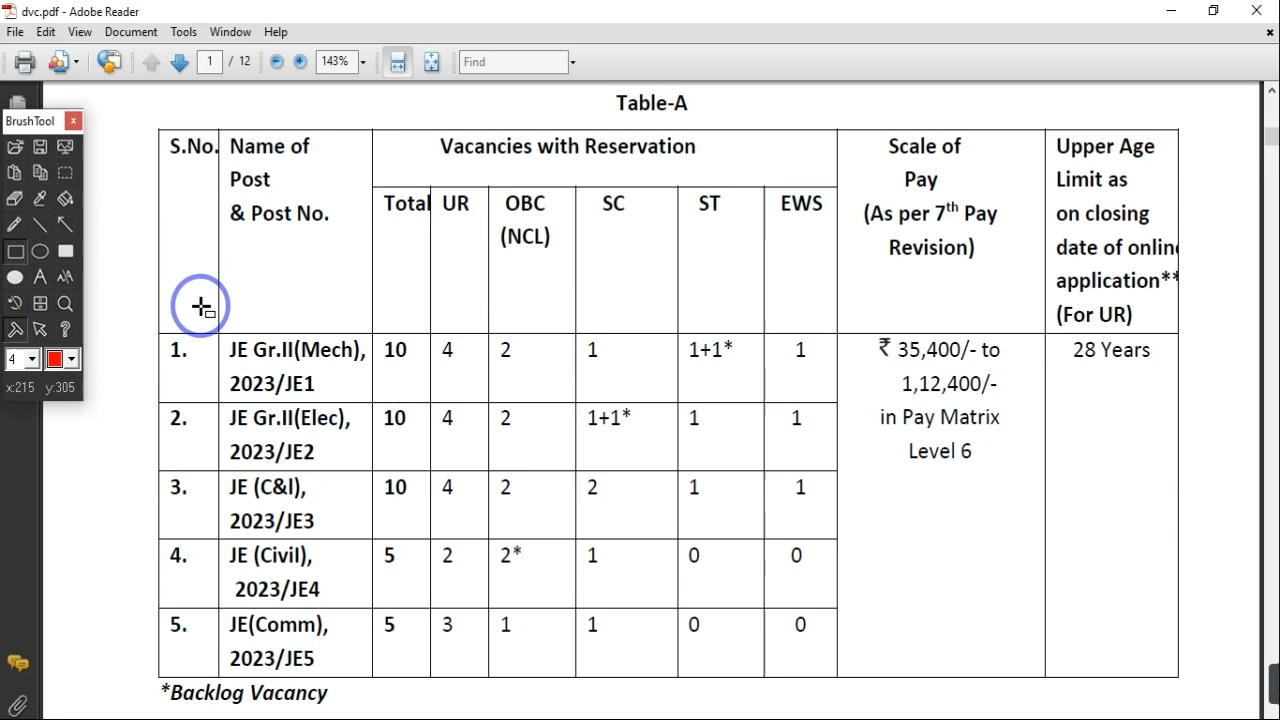 dvc.pdf - Adobe Reader
File Edit View Document Tools Window Help
1 / 12 143% Find
Table-A
BrushTool x
S.No. Name of Post & Post No. Vacancies with Reservation Scale of Pay (As per 7th Pay Revision) Upper Age Limit as on closing date of online application** (For UR)
Total UR OBC (NCL) SC ST EWS
1. JE Gr.II(Mech), 10 4 2 1 1+1* 1 ₹ 35,400/- to 28 Years
2023/JE1 1,12,400/-
2. JE Gr.II(Elec), 10 4 2 1+1* 1 1 in Pay Matrix
2023/JE2 Level 6
3. JE (C&I), 10 4 2 2 1 1
2023/JE3
4. JE (Civil), 5 2 2* 1 0 0
2023/JE4
5. JE(Comm), 5 3 1 1 0 0
2023/JE5
*Backlog Vacancy
4
x:215 y:305